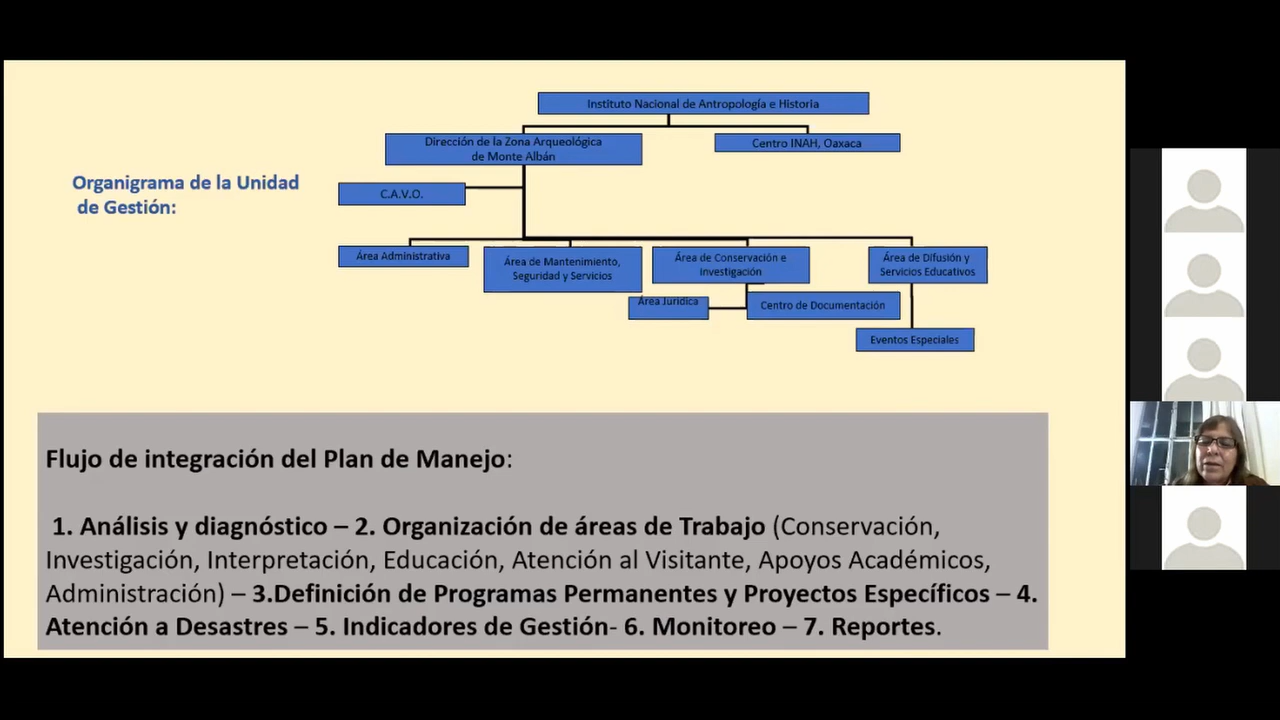 Instituto Nacional de Antropología e Historia
Dirección de la Zona Arqueológica
de Monte Albán
Centro INAH, Oaxaca
Organigrama de la Unidad
de Gestión:
C.A.V.O.
Área Administrativa
Área de Mantenimiento,
Seguridad y Servicios
Área de Conservación e
investigación
Área de Difusión y
Servicios Educativos
Área Jurídica
Centro de Documentación
Eventos Especiales
Flujo de integración del Plan de Manejo:
1. Análisis y diagnóstico – 2. Organización de áreas de Trabajo (Conservación,
Investigación, Interpretación, Educación, Atención al Visitante, Apoyos Académicos,
Administración) – 3.Definición de Programas Permanentes y Proyectos Específicos – 4.
Atención a Desastres – 5. Indicadores de Gestión- 6. Monitoreo – 7. Reportes.